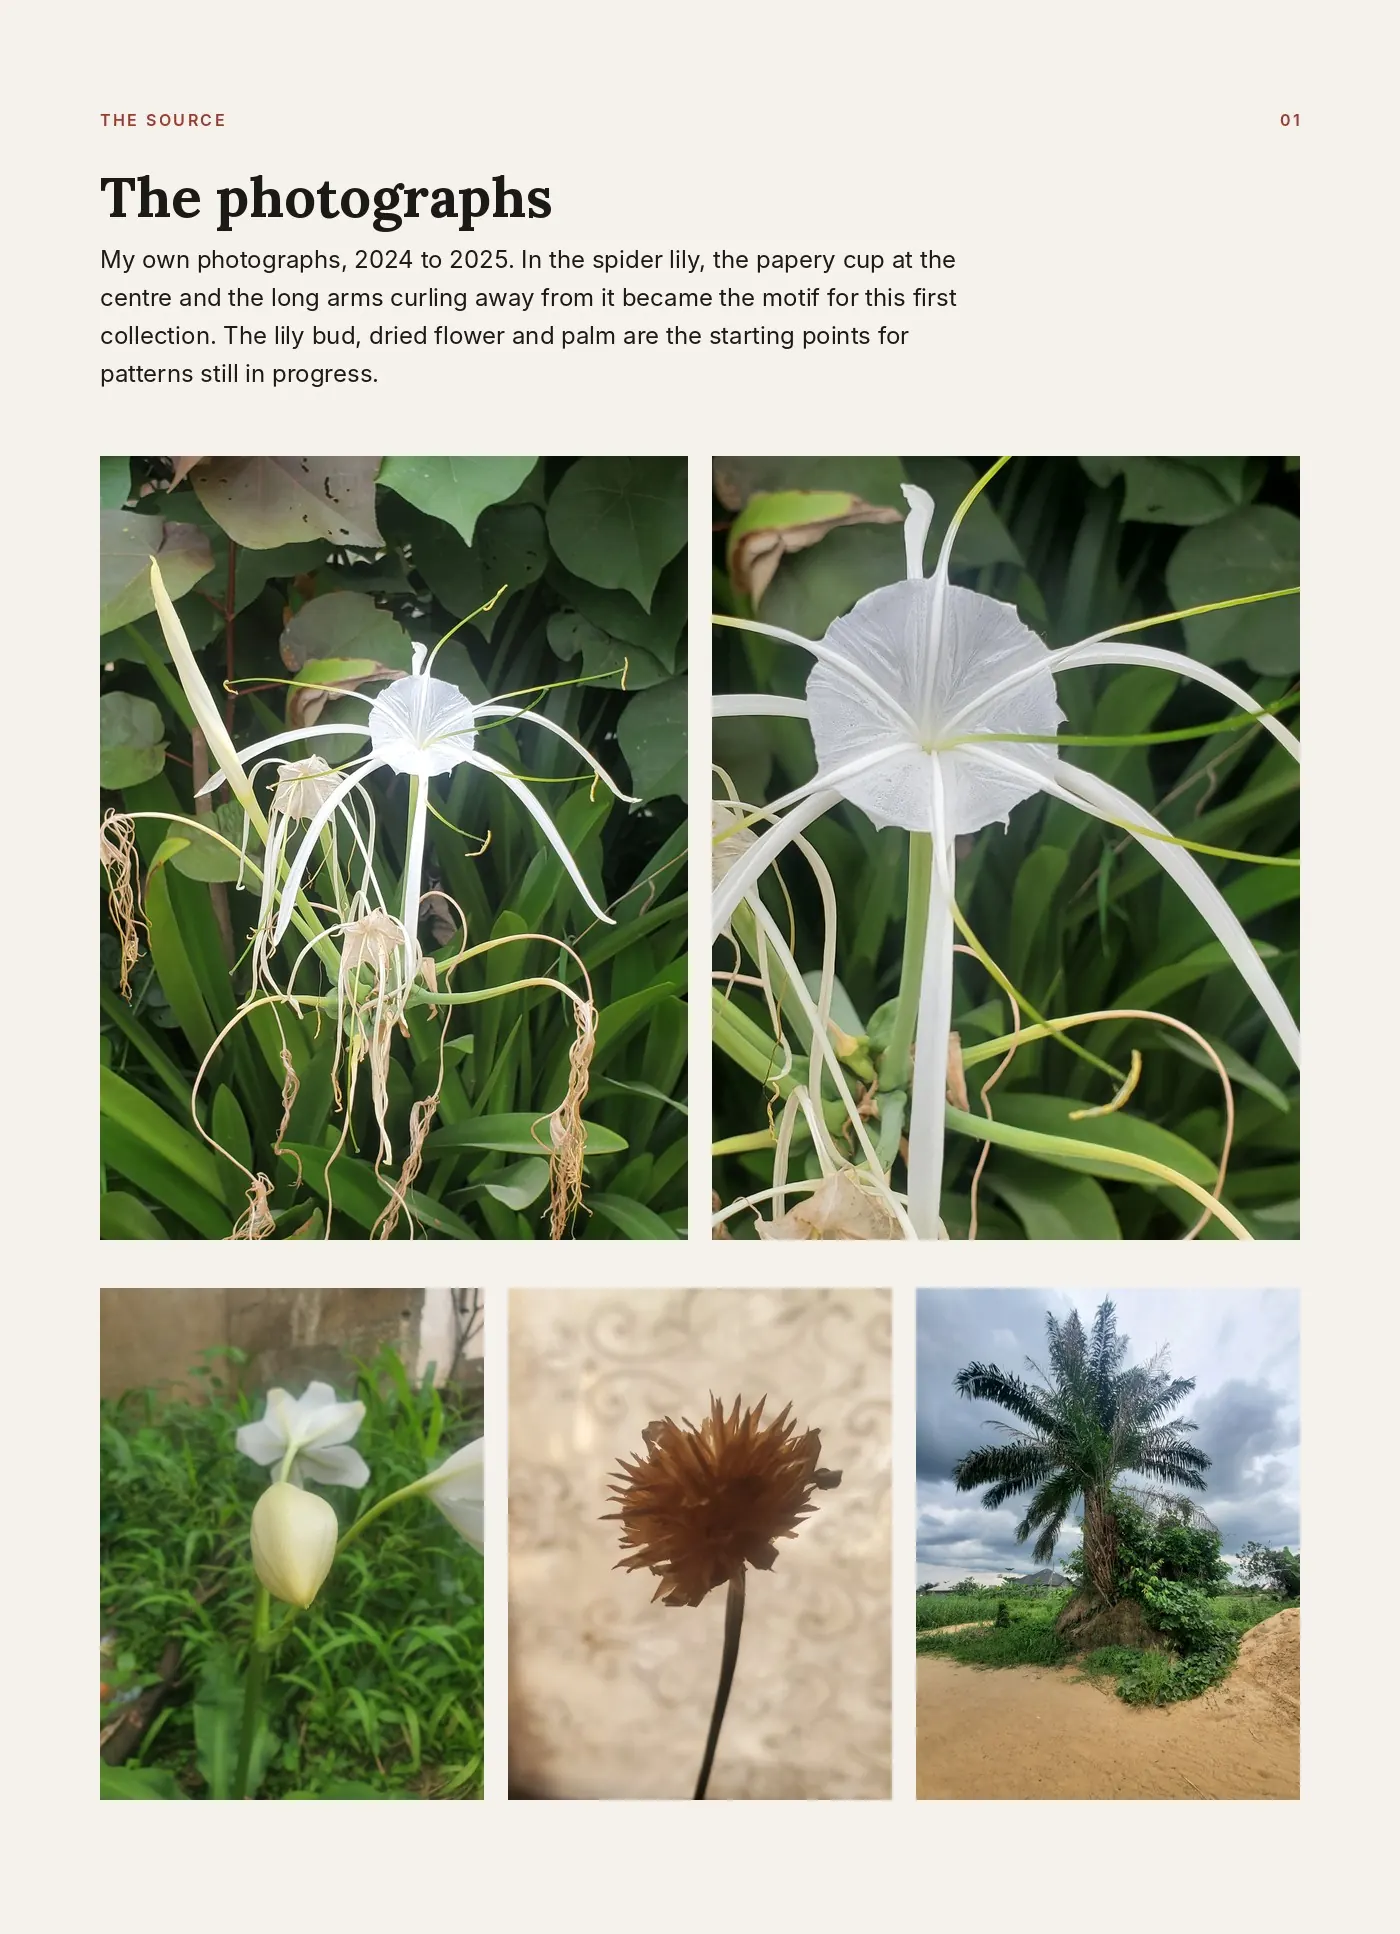 THE SOURCE
01
The photographs
My own photographs, 2024 to 2025. In the spider lily, the papery cup at the
centre and the long arms curling away from it became the motif for this first
collection. The lily bud, dried flower and palm are the starting points for
patterns still in progress.